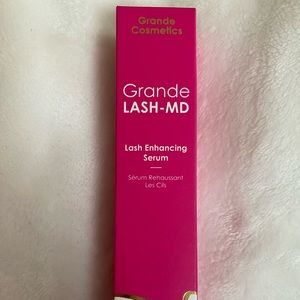 Grande
Cosmetics
Grande
LASH-MD
Lash Enhancing
Serum
Sérum Rehaussant
Les Cils